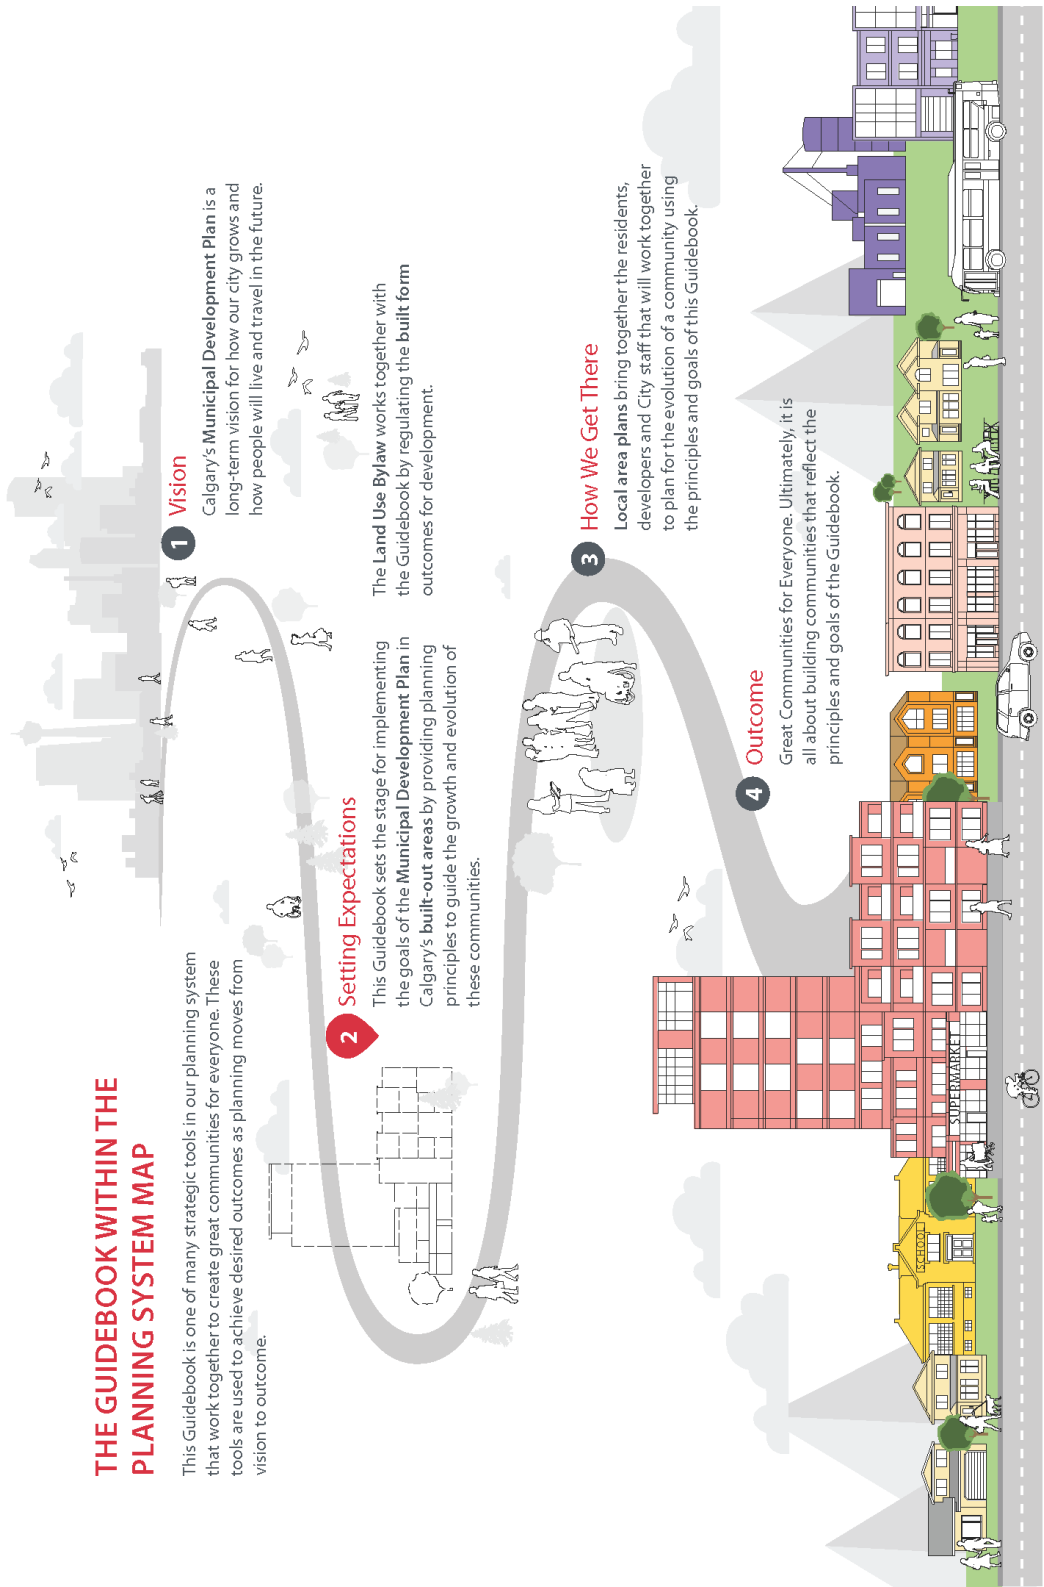 THE GUIDEBOOK WITHIN THE
PLANNING SYSTEM MAP
This Guidebook is one of many strategic tools in our planning system
that work together to create great communities for everyone. These
tools are used to achieve desired outcomes as planning moves from
vision to outcome.
1
Vision
Calgary's Municipal Development Plan is a
long-term vision for how our city grows and
how people will live and travel in the future.
2
Setting Expectations
This Guidebook sets the stage for implementing
the goals of the Municipal Development Plan in
Calgary's built-out areas by providing planning
principles to guide the growth and evolution of
these communities.
The Land Use Bylaw works together with
the Guidebook by regulating the built form
outcomes for development.
3
How We Get There
Local area plans bring together the residents,
developers and City staff that will work together
to plan for the evolution of a community using
the principles and goals of this Guidebook.
4
Outcome
Great Communities for Everyone. Ultimately, it is
all about building communities that reflect the
principles and goals of the Guidebook.
SCHOOL
SUPERMARKET